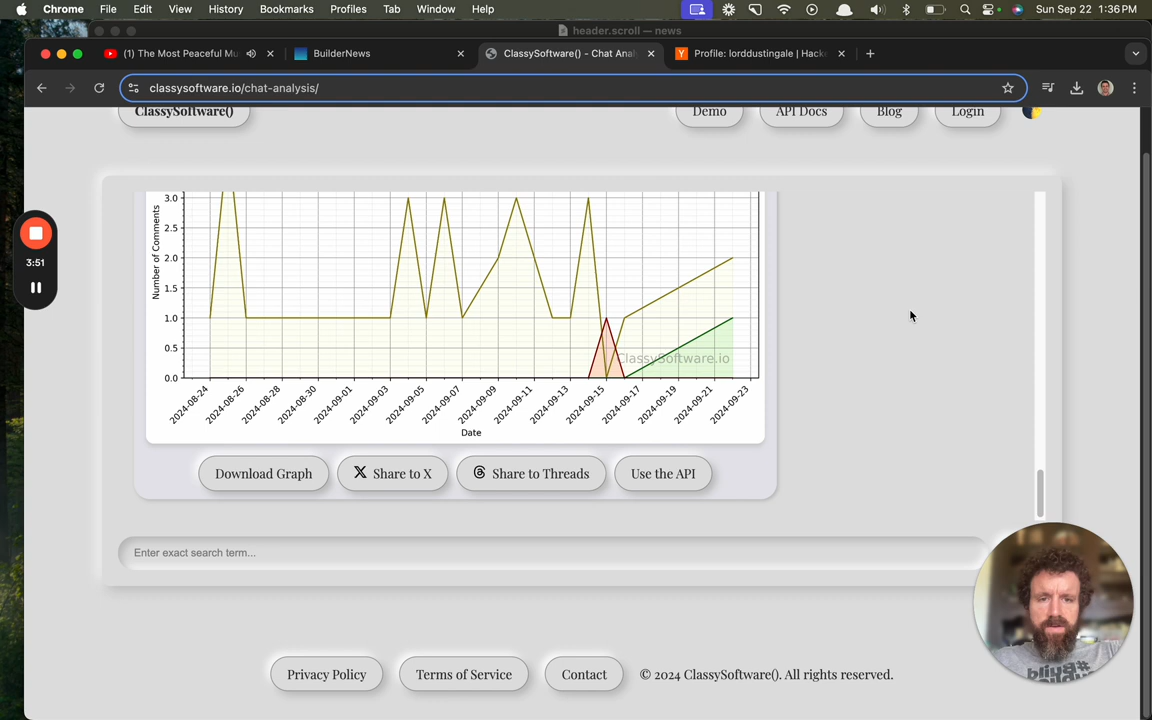 Chrome File Edit View History Bookmarks Profiles Tab Window Help Sun Sep 22 1:36 PM
header.scroll — news
(1) The Most Peaceful Mu BuilderNews ClassySoftware() - Chat Anal Profile: lorddustingale | Hack
classysoftware.io/chat-analysis/
ClassySoftware() Demo API Docs Blog Login
3:51
Number of Comments
3.0
2.5
2.0
1.5
1.0
0.5
0.0
ClassySoftware.io
2024-08-24 2024-08-26 2024-08-28 2024-08-30 2024-09-01 2024-09-03 2024-09-05 2024-09-07 2024-09-09 2024-09-11 2024-09-13 2024-09-15 2024-09-17 2024-09-19 2024-09-21 2024-09-23
Date
Download Graph Share to X Share to Threads Use the API
Enter exact search term...
Privacy Policy Terms of Service Contact © 2024 ClassySoftware(). All rights reserved.